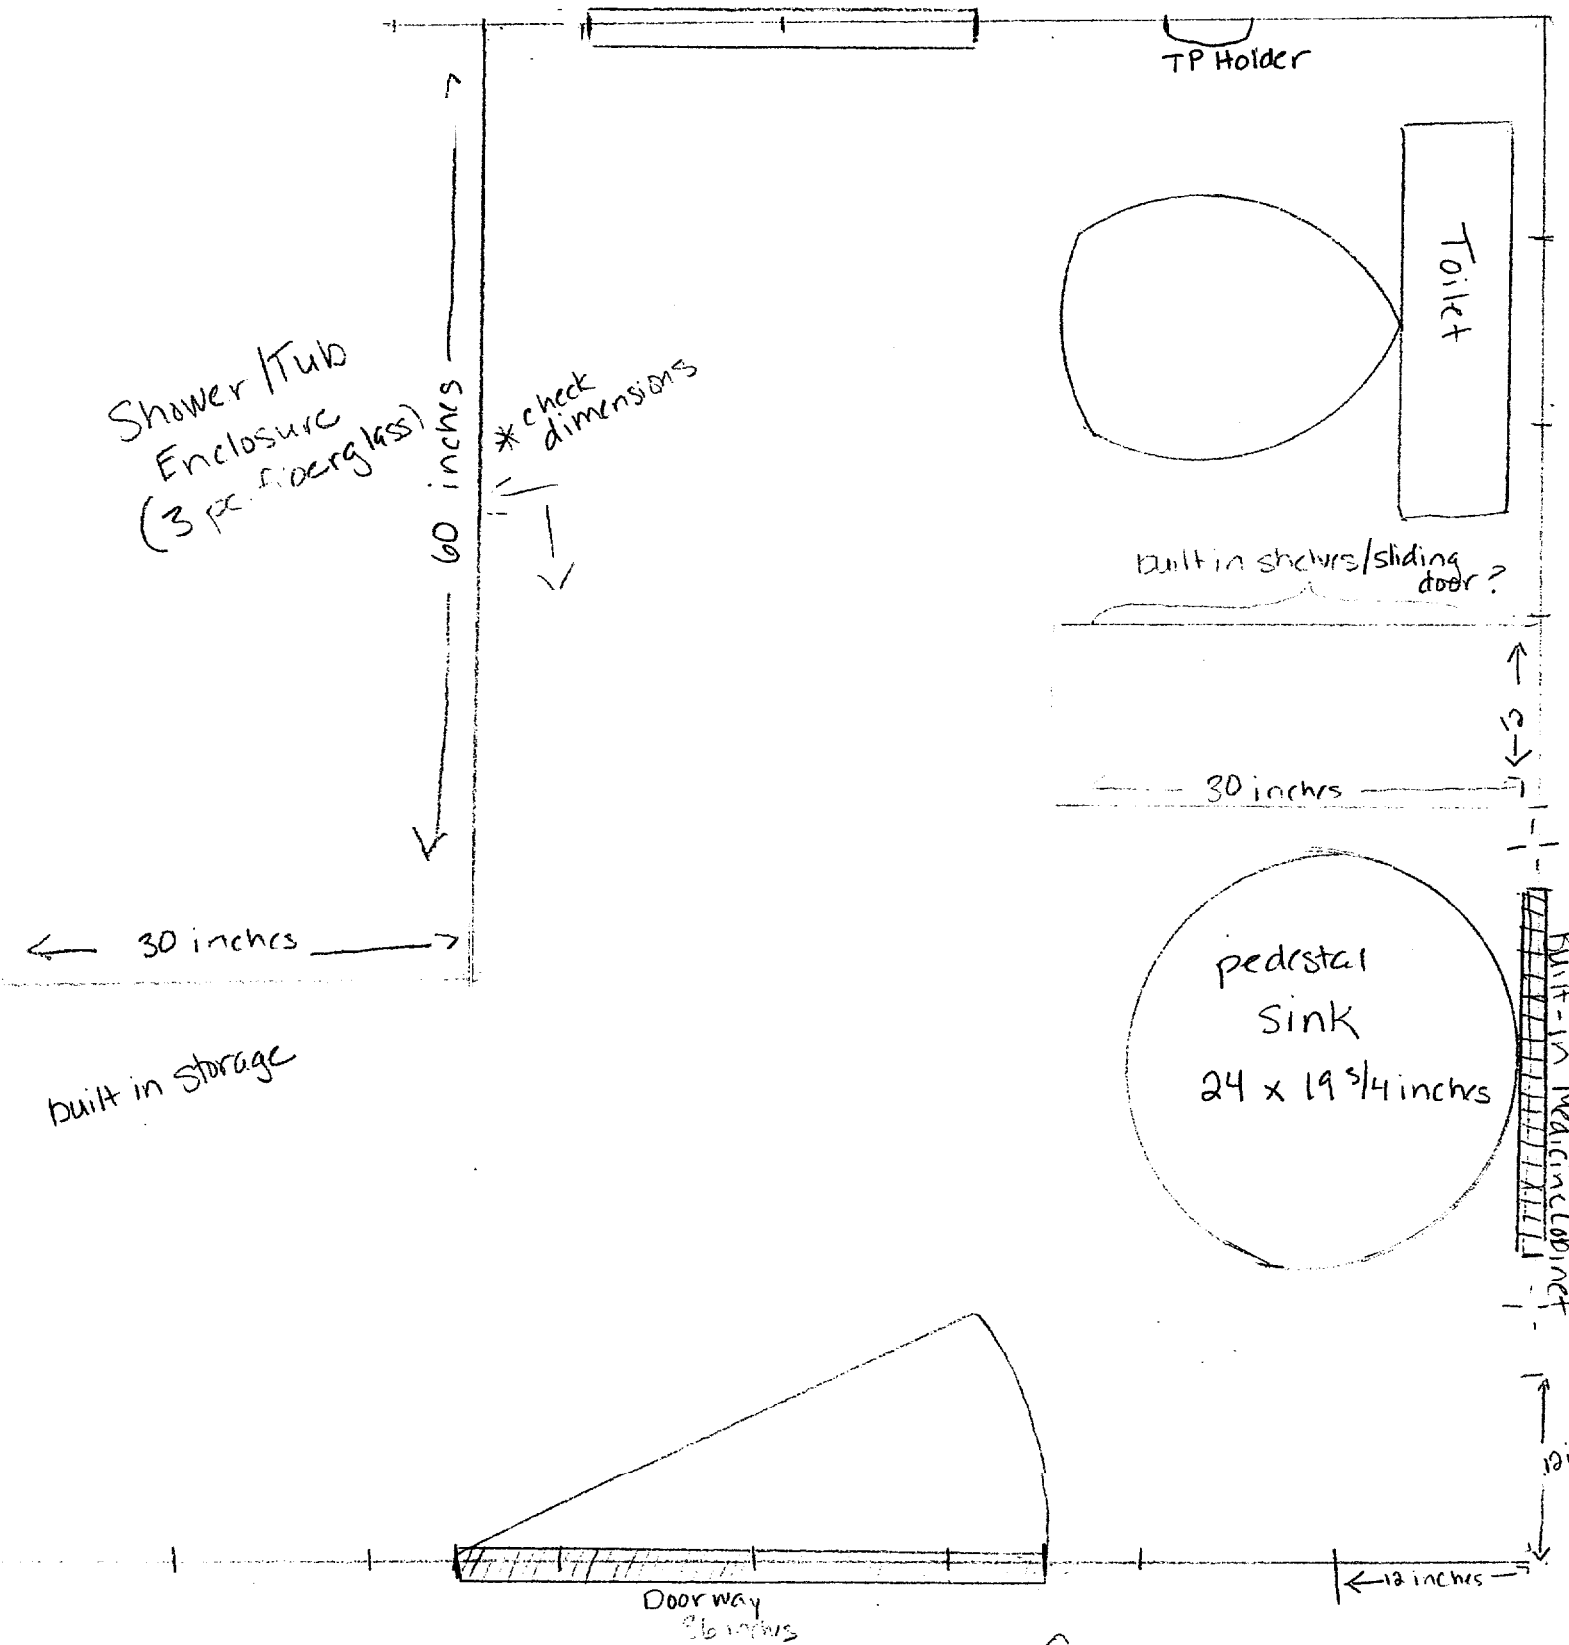 TP Holder
Toilet
Shower/Tub
Enclosure
(3 pc. fiberglass)
60 inches
* check
dimensions
built in shelves/sliding
door?
12
30 inches
30 inches
pedestal
sink
24 x 19 3/4 inches
built-in medicine cabinet
built in storage
12 i
12 inches
Doorway
36 inches